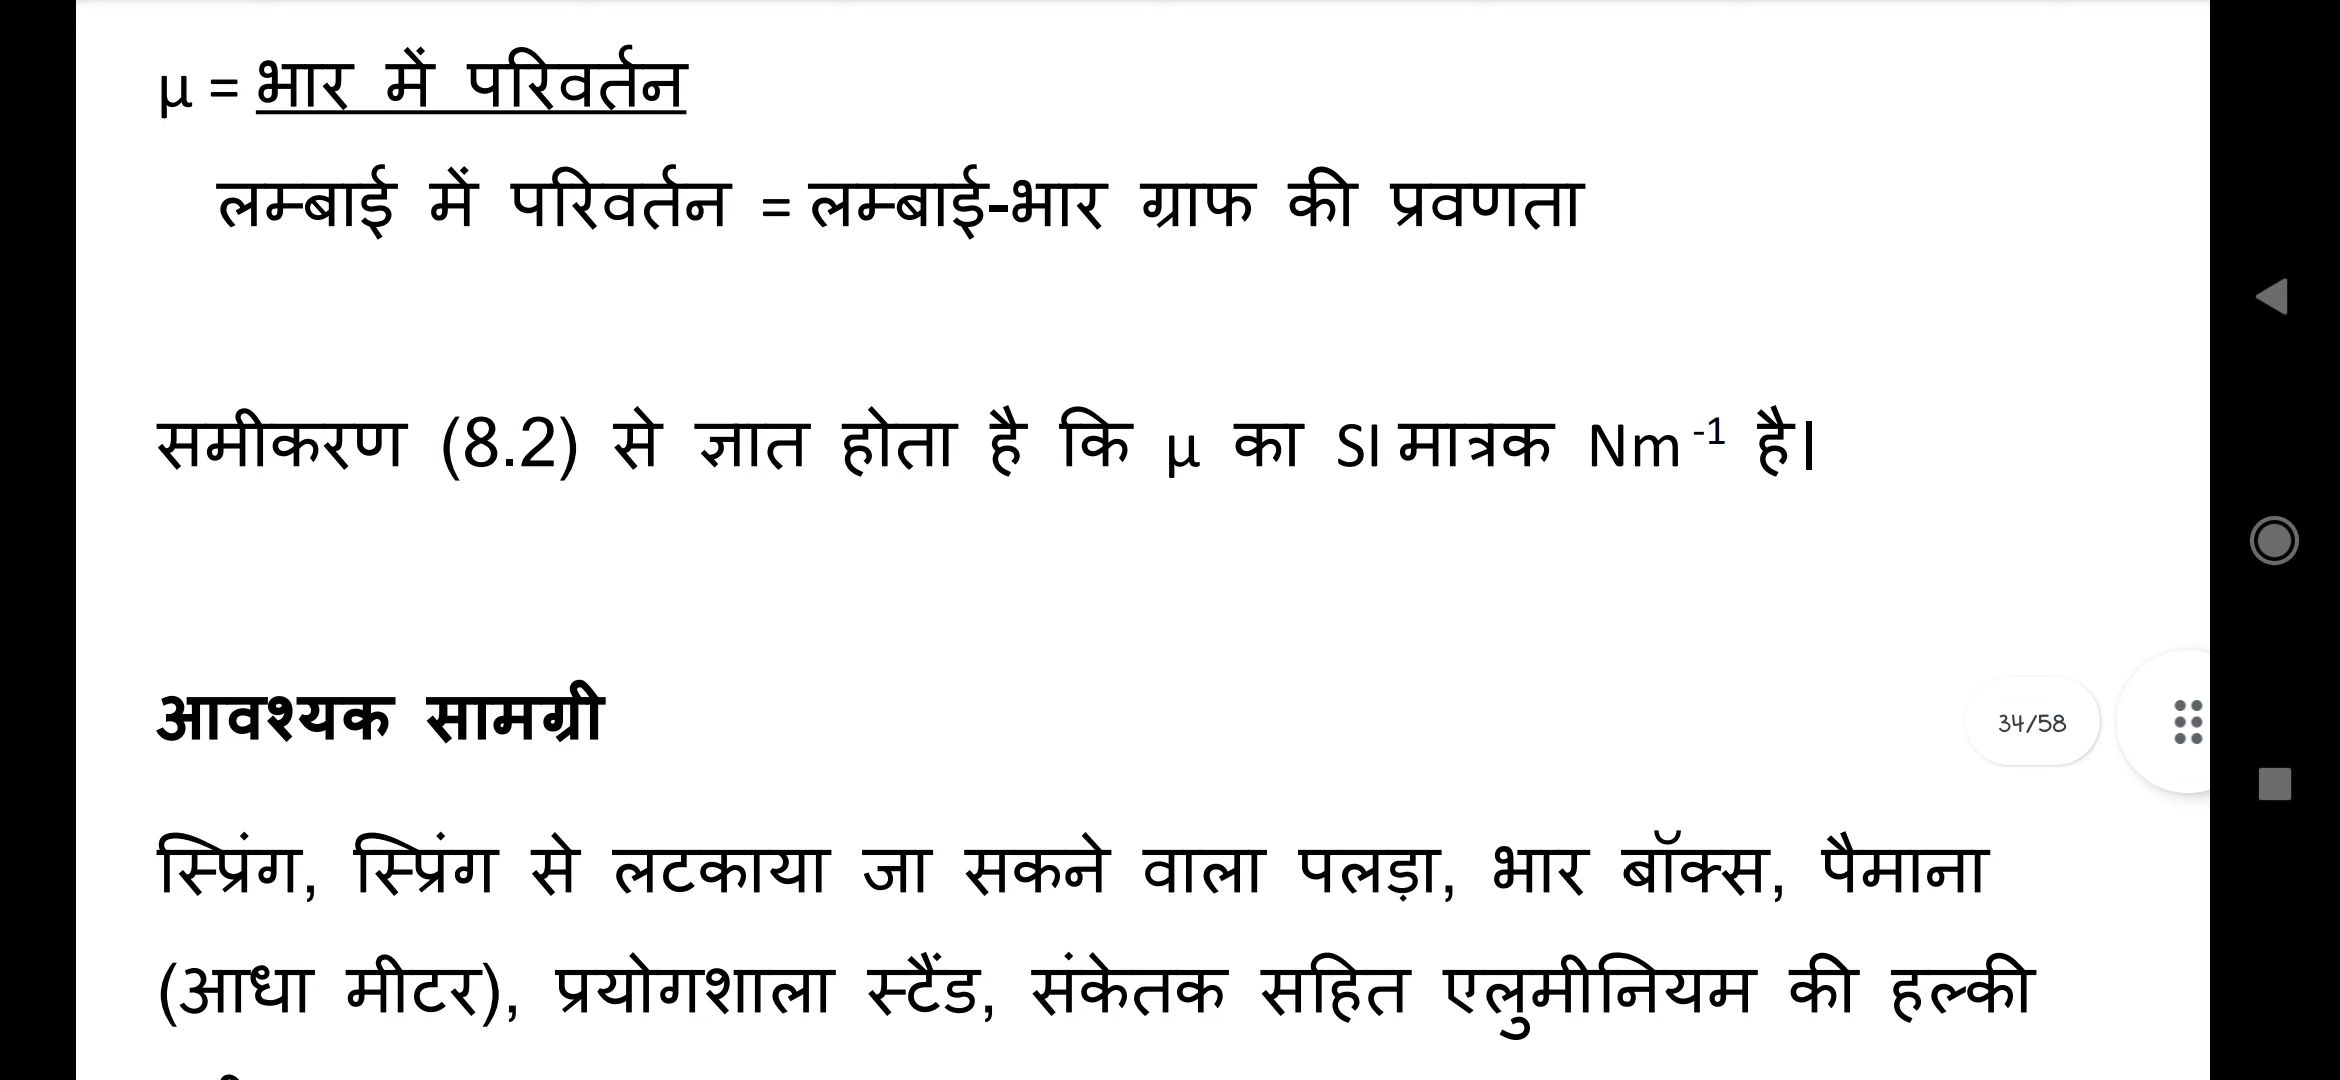 μ = भार में परिवर्तन
लम्बाई में परिवर्तन = लम्बाई-भार ग्राफ की प्रवणता
समीकरण (8.2) से ज्ञात होता है कि μ का SI मात्रक Nm⁻¹ है।
आवश्यक सामग्री
34/58
स्प्रिंग, स्प्रिंग से लटकाया जा सकने वाला पलड़ा, भार बॉक्स, पैमाना
(आधा मीटर), प्रयोगशाला स्टैंड, संकेतक सहित एलुमीनियम की हल्की